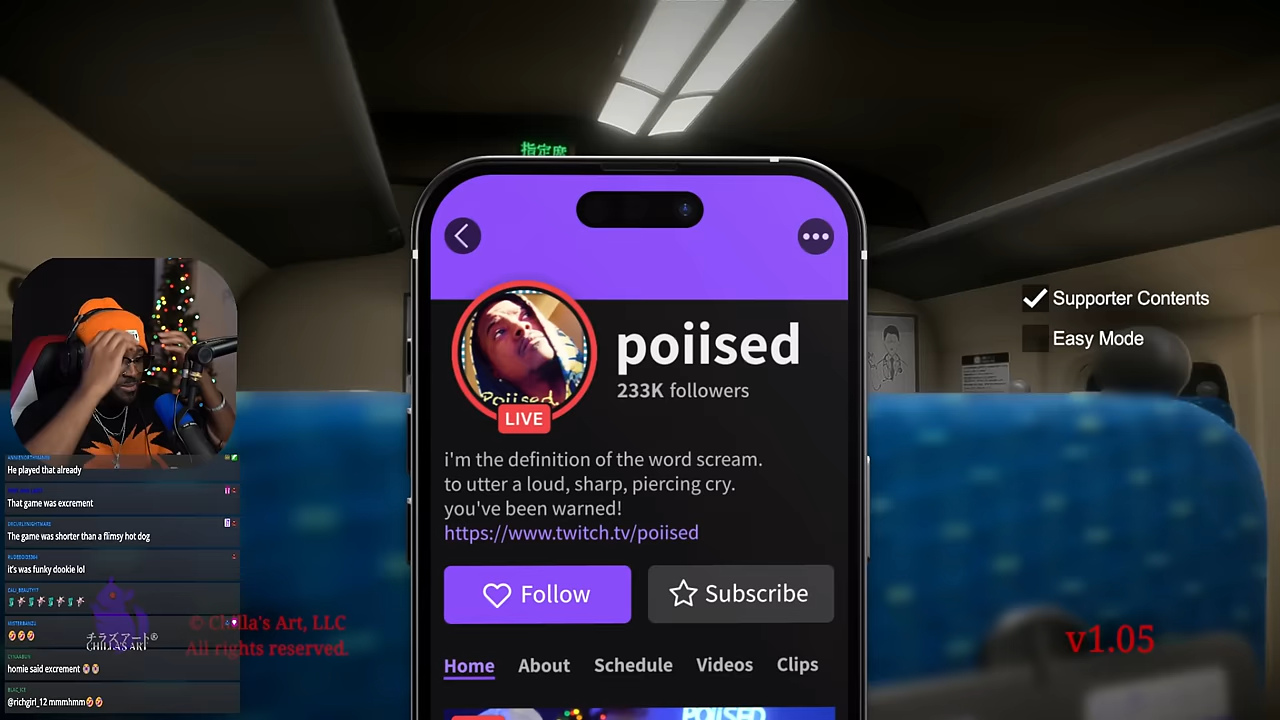 指定席
poiised
233K followers
LIVE
i'm the definition of the word scream.
to utter a loud, sharp, piercing cry.
you've been warned!
https://www.twitch.tv/poiised
Follow
Subscribe
Home About Schedule Videos Clips
POIISED
Poiised.
Supporter Contents
Easy Mode
He played that already
That game was excrement
The game was shorter than a flimsy hot dog
it's was funky dookie lol
homie said excrement
@richgirl_12 mmmhmm
チラズアート®
CHILLA'S ART
© Chilla's Art, LLC
All rights reserved.
v1.05